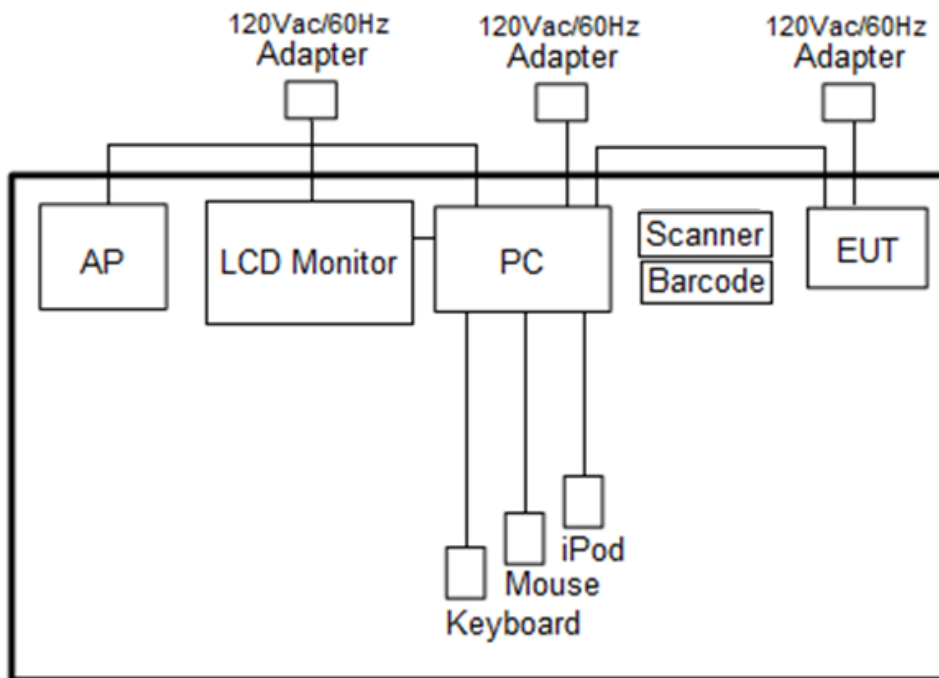 120Vac/60Hz
Adapter
120Vac/60Hz
Adapter
120Vac/60Hz
Adapter
AP
LCD Monitor
PC
Scanner
Barcode
EUT
iPod
Mouse
Keyboard